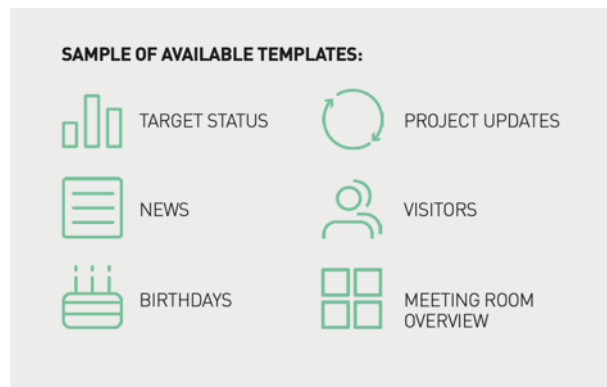 SAMPLE OF AVAILABLE TEMPLATES:
TARGET STATUS
PROJECT UPDATES
NEWS
VISITORS
BIRTHDAYS
MEETING ROOM
OVERVIEW